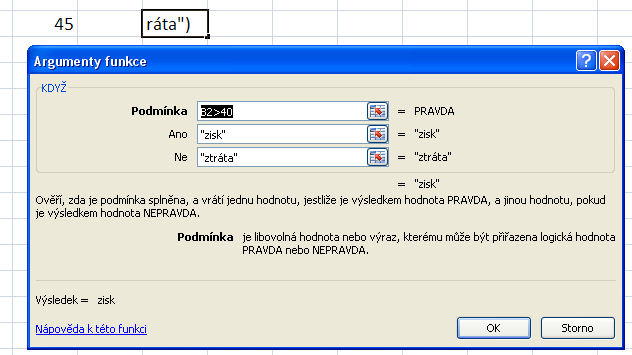 45 ráta")
Argumenty funkce
KDYŽ
Podmínka B2>40 = PRAVDA
Ano "zisk" = "zisk"
Ne "ztráta" = "ztráta"
= "zisk"
Ověří, zda je podmínka splněna, a vrátí jednu hodnotu, jestliže je výsledkem hodnota PRAVDA, a jinou hodnotu, pokud
je výsledkem hodnota NEPRAVDA.
Podmínka je libovolná hodnota nebo výraz, kterému může být přiřazena logická hodnota
PRAVDA nebo NEPRAVDA.
Výsledek = zisk
Nápověda k této funkci OK Storno